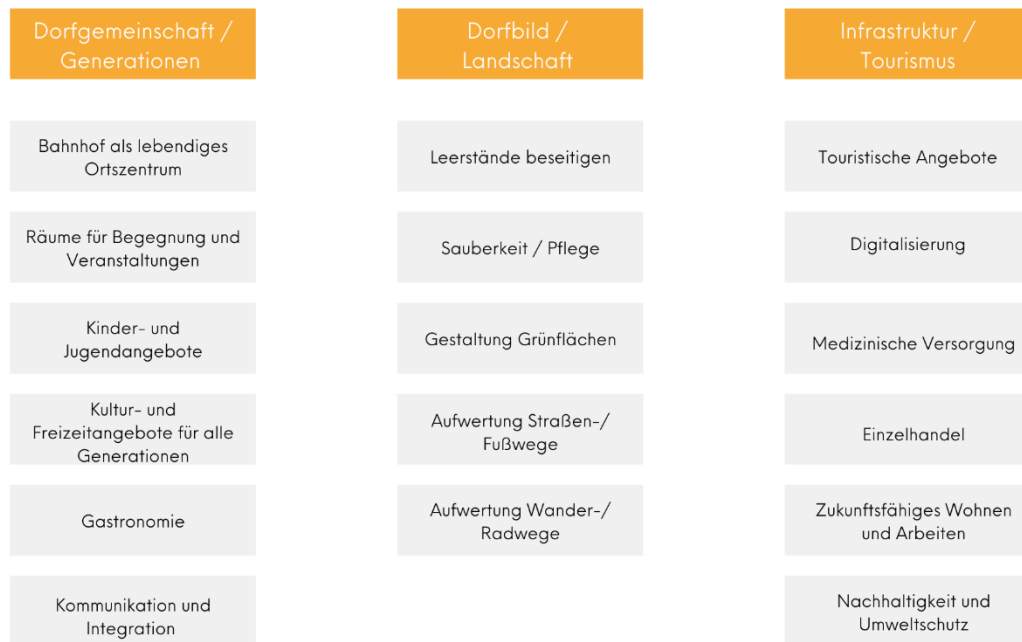 Dorfgemeinschaft /
Generationen
Bahnhof als lebendiges
Ortszentrum
Räume für Begegnung und
Veranstaltungen
Kinder- und
Jugendangebote
Kultur- und
Freizeitangebote für alle
Generationen
Gastronomie
Kommunikation und
Integration
Dorfbild /
Landschaft
Leerstände beseitigen
Sauberkeit / Pflege
Gestaltung Grünflächen
Aufwertung Straßen-/
Fußwege
Aufwertung Wander-/
Radwege
Infrastruktur /
Tourismus
Touristische Angebote
Digitalisierung
Medizinische Versorgung
Einzelhandel
Zukunftsfähiges Wohnen
und Arbeiten
Nachhaltigkeit und
Umweltschutz